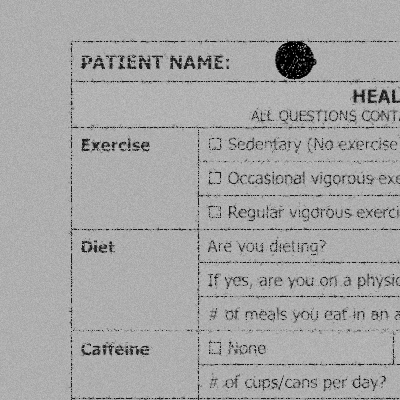 PATIENT NAME:
HEAL
ALL QUESTIONS CONTA
Exercise
☐ Sedentary (No exercise
☐ Occasional vigorous exe
☐ Regular vigorous exerci
Diet
Are you dieting?
If yes, are you on a physic
# of meals you eat in an a
Caffeine
☐ None
# of cups/cans per day?